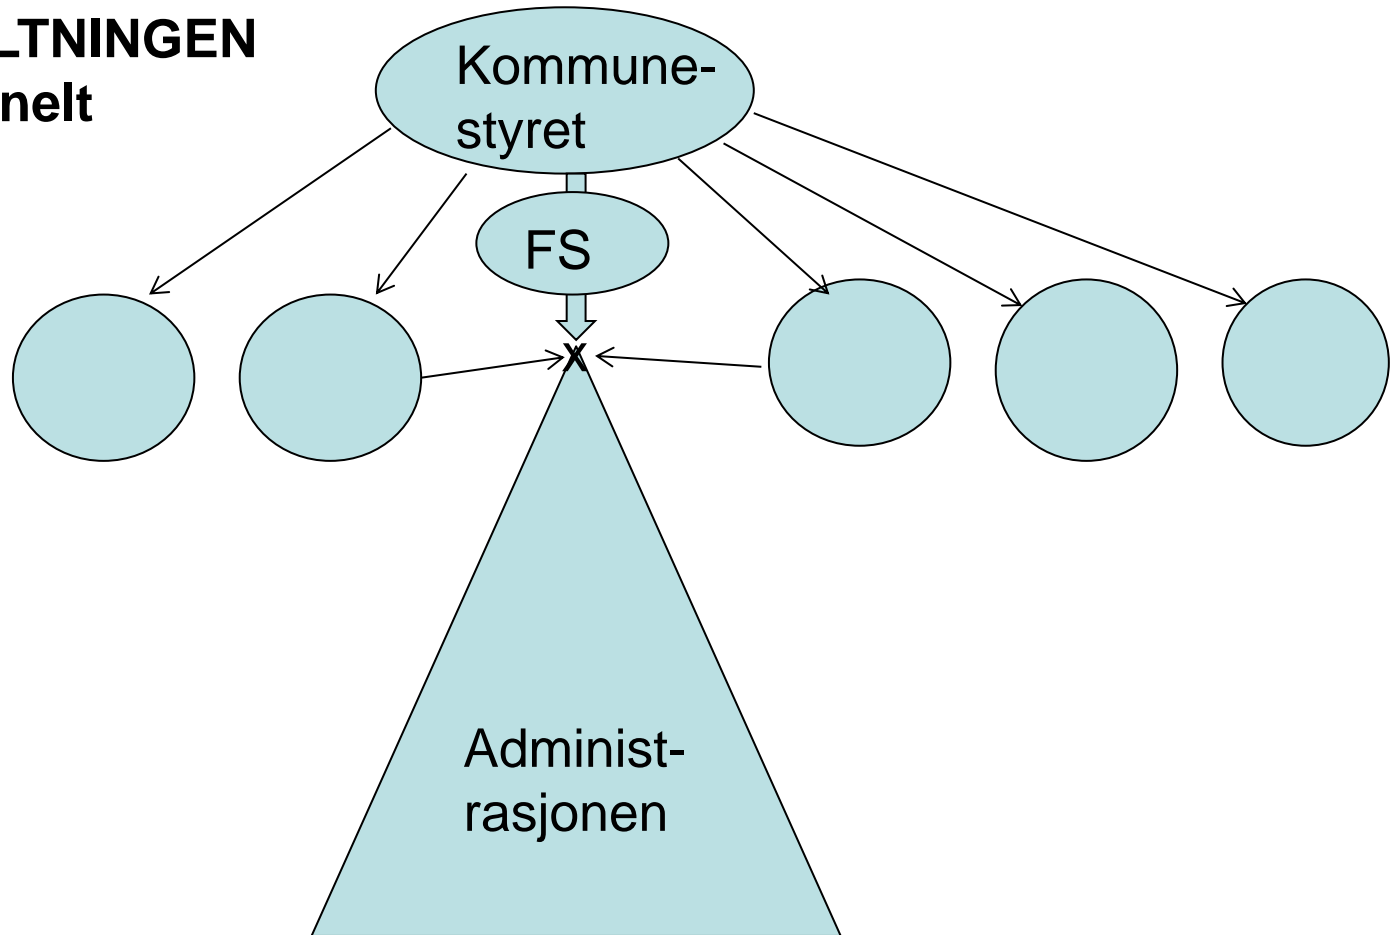 LTNINGEN
nelt
Kommune-
styret
FS
X
Administ-
rasjonen